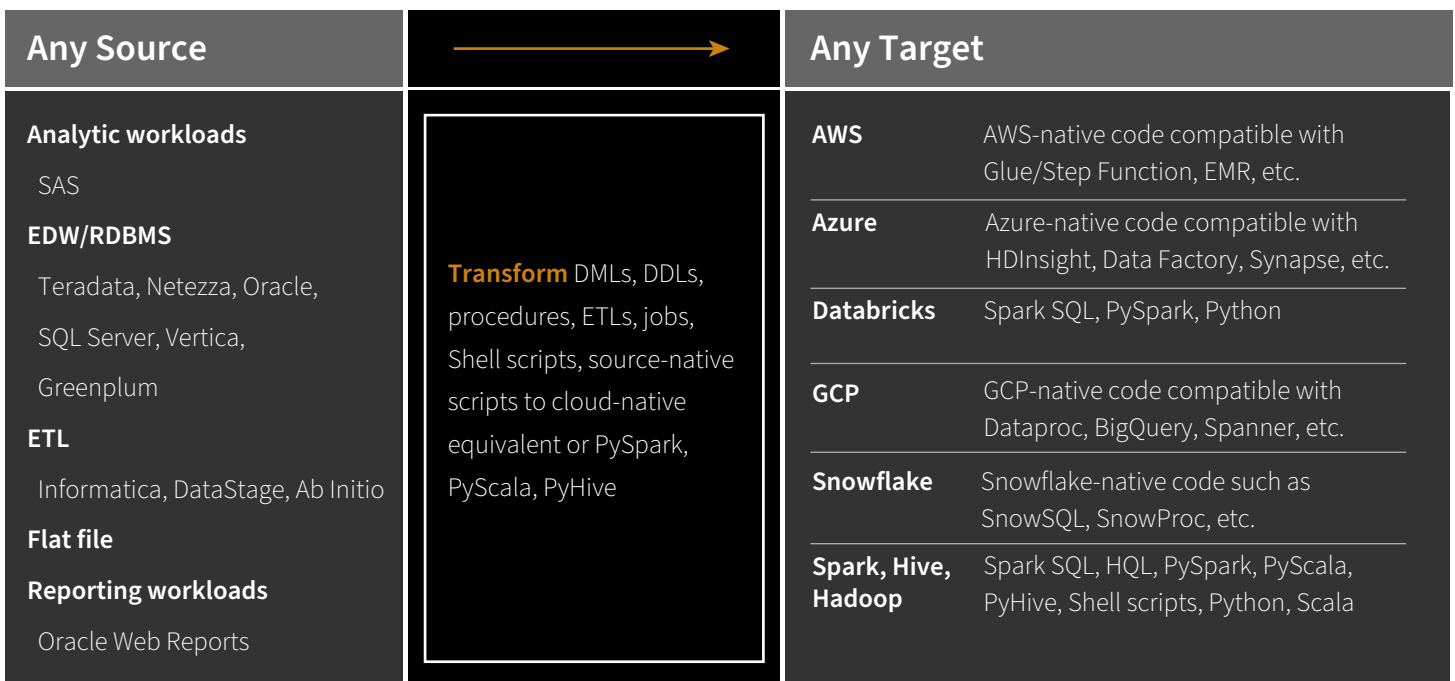 Any Source
Analytic workloads
SAS
EDW/RDBMS
Teradata, Netezza, Oracle,
SQL Server, Vertica,
Greenplum
ETL
Informatica, DataStage, Ab Initio
Flat file
Reporting workloads
Oracle Web Reports
Transform DMLs, DDLs,
procedures, ETLs, jobs,
Shell scripts, source-native
scripts to cloud-native
equivalent or PySpark,
PyScala, PyHive
Any Target
AWS
AWS-native code compatible with
Glue/Step Function, EMR, etc.
Azure
Azure-native code compatible with
HDInsight, Data Factory, Synapse, etc.
Databricks
Spark SQL, PySpark, Python
GCP
GCP-native code compatible with
Dataproc, BigQuery, Spanner, etc.
Snowflake
Snowflake-native code such as
SnowSQL, SnowProc, etc.
Spark, Hive,
Hadoop
Spark SQL, HQL, PySpark, PyScala,
PyHive, Shell scripts, Python, Scala